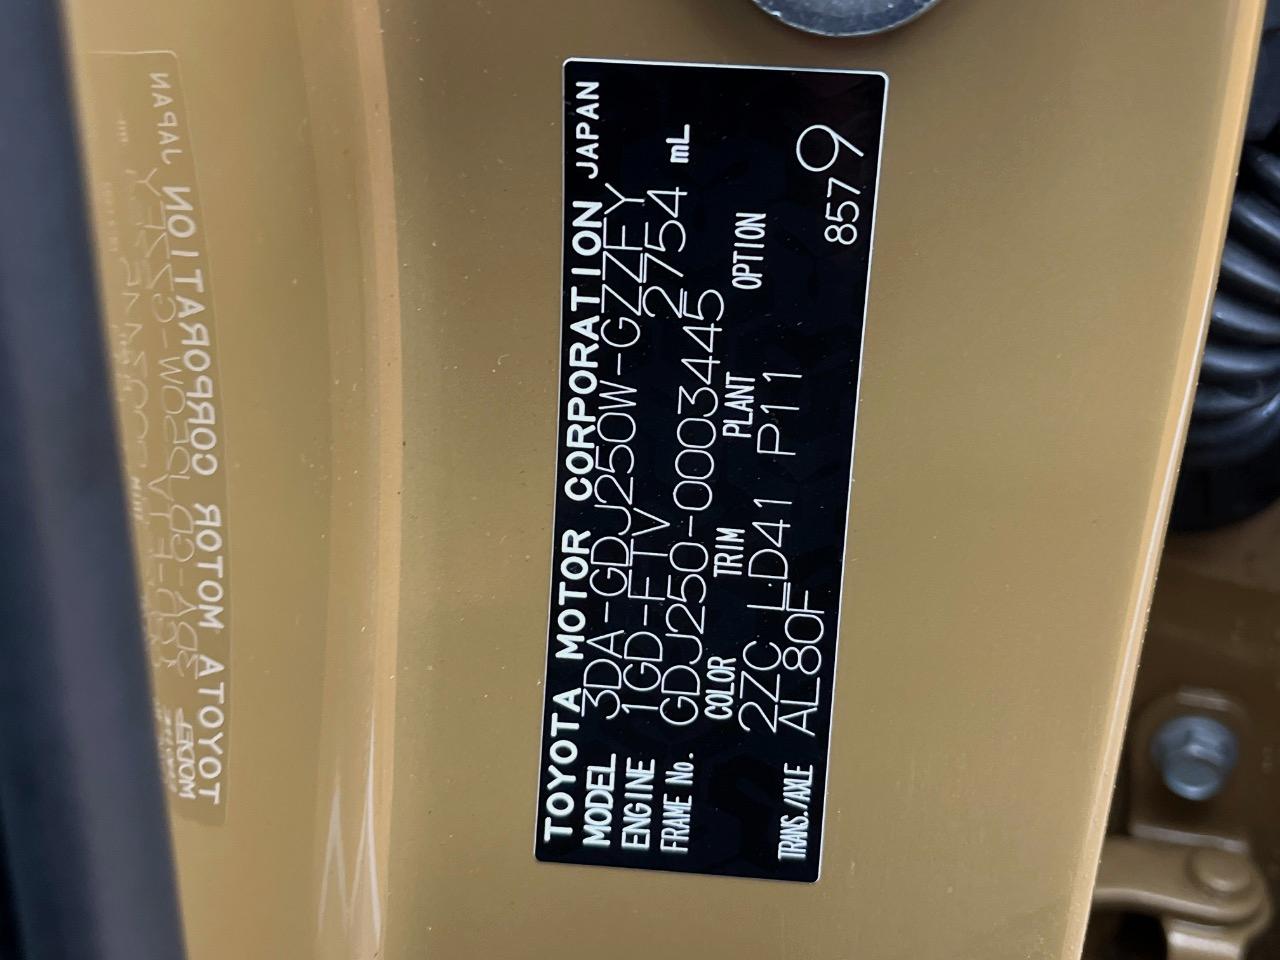 TOYOTA MOTOR CORPORATION JAPAN
MODEL 3DA-GDJ250W-GZZFY
ENGINE 1GD-FTV 2754 mL
FRAME No. GDJ250-0003445
COLOR TRIM PLANT OPTION
2ZC LD41 P11
TRANS./AXLE AL80F 8579